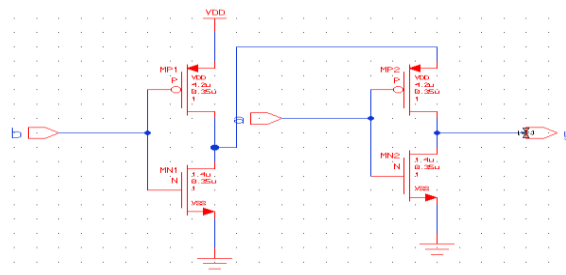 VDD
MP1
P
VDD
4.2u
0.35u
1
b
MN1
N
1.4u
0.35u
1
VSS
a
MP2
P
VDD
4.2u
0.35u
1
MN2
N
1.4u
0.35u
1
VSS
y